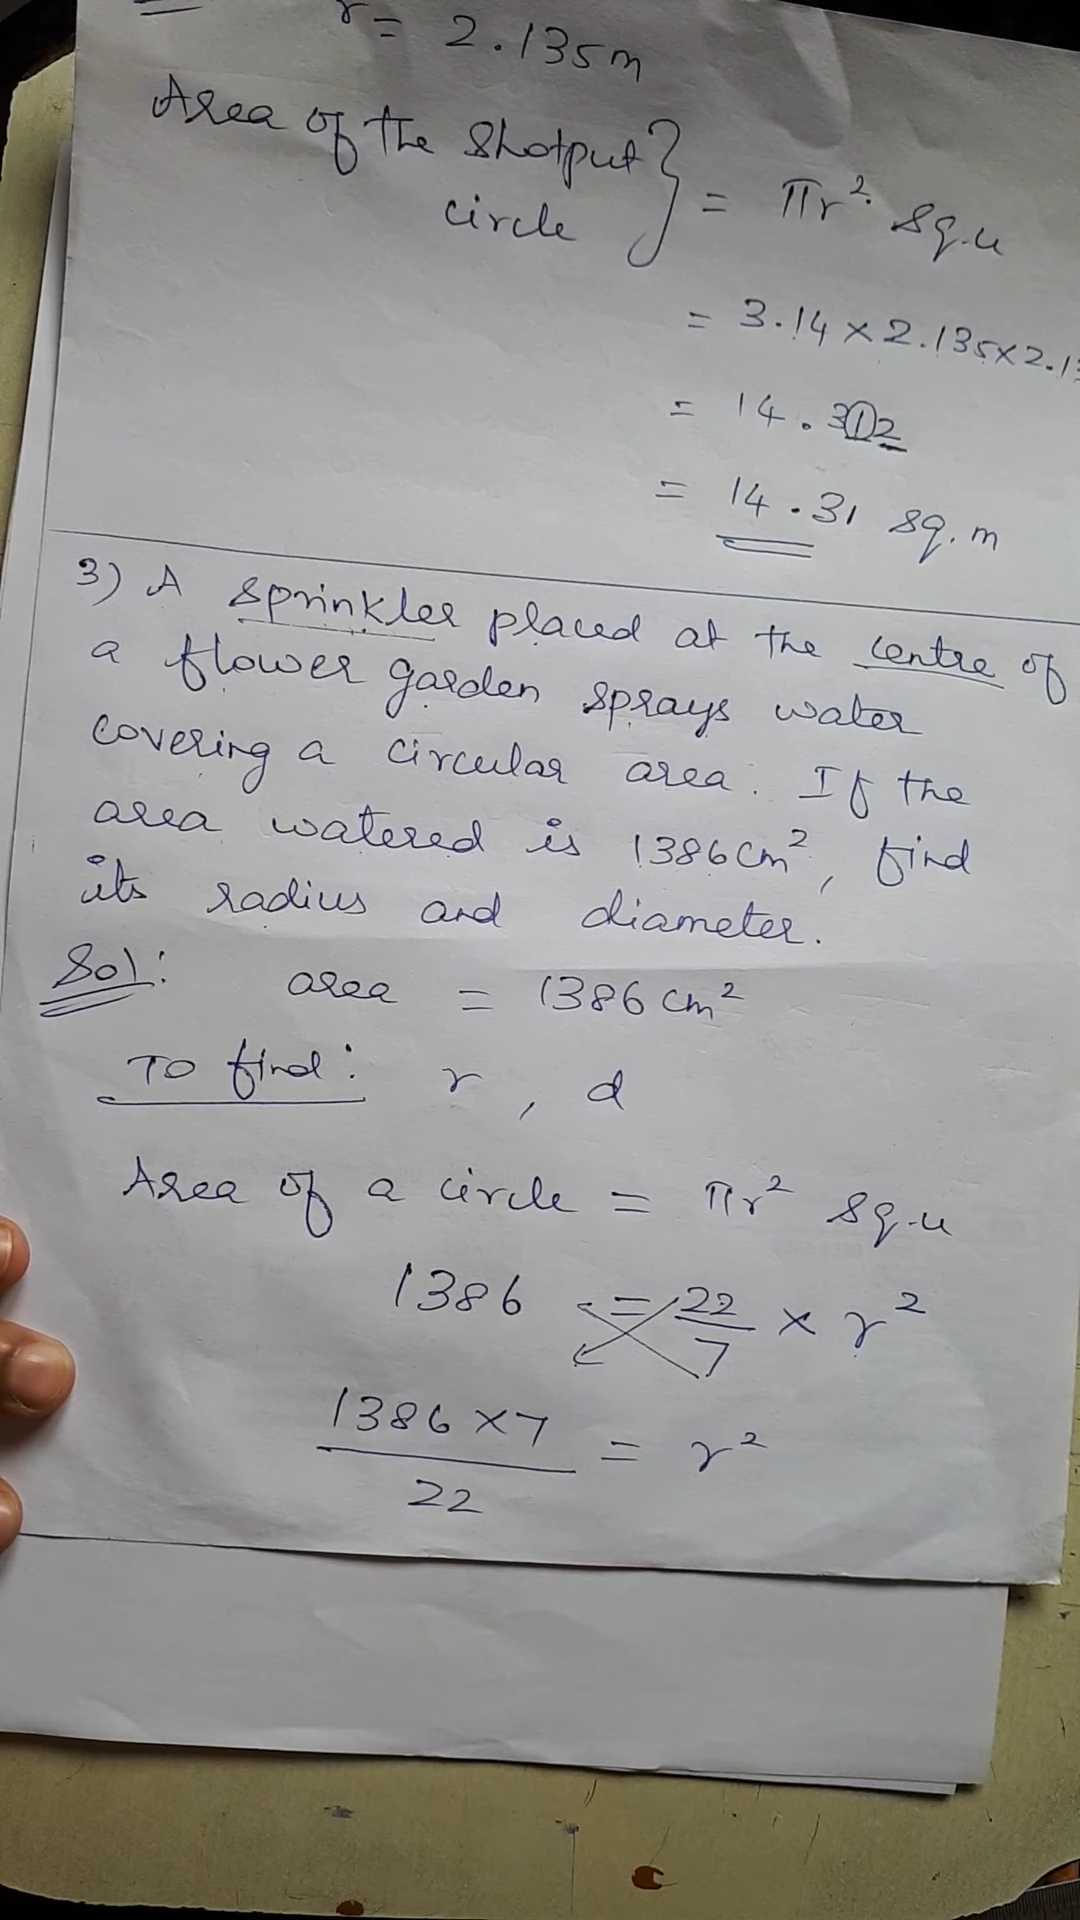 r = 2.135m
Area of the Shotput } = πr² sq.u
circle
= 3.14 × 2.135 × 2.13
= 14.312
= 14.31 sq.m
3) A sprinkler placed at the centre of
a flower garden sprays water
covering a circular area. If the
area watered is 1386cm², find
its radius and diameter.
Sol:
area = 1386 cm²
To find: r, d
Area of a circle = πr² sq.u
1386 = 22/7 × r²
1386 × 7 / 22 = r²